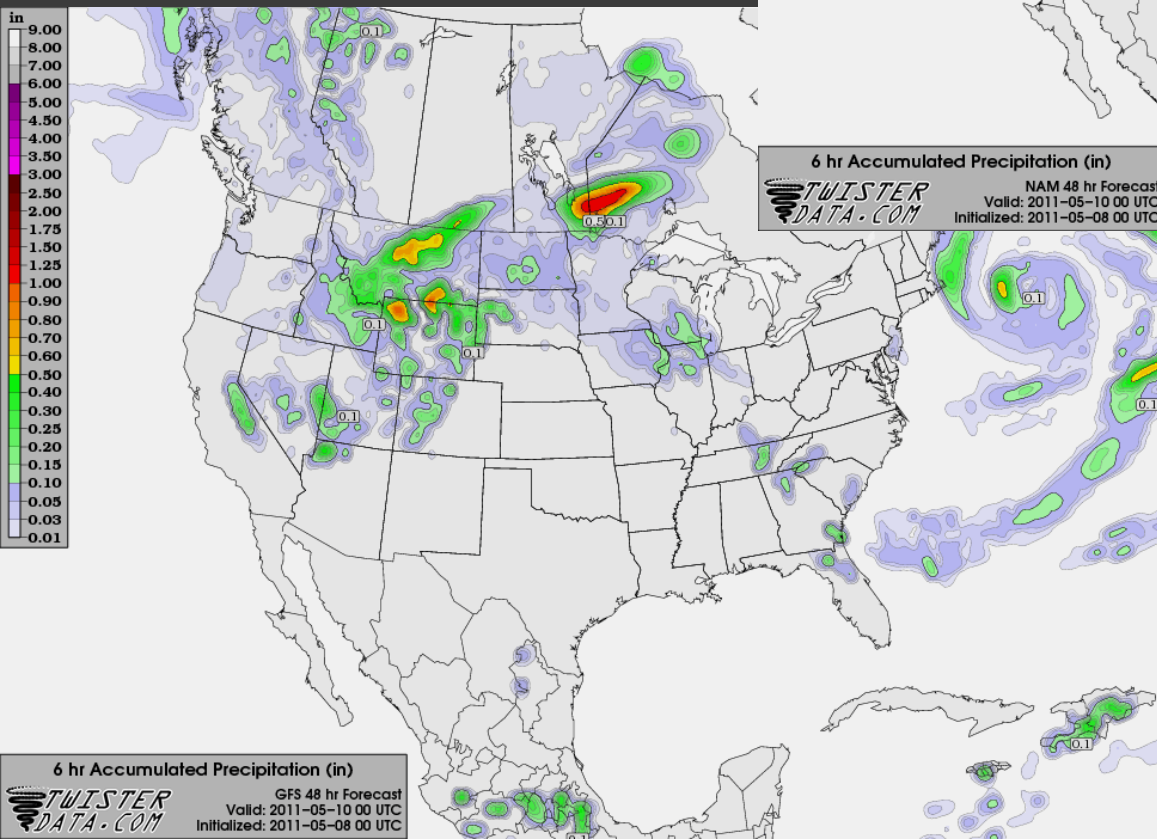 in
9.00
8.00
7.00
6.00
5.00
4.50
4.00
3.50
3.00
2.50
2.00
1.75
1.50
1.25
1.00
0.90
0.80
0.70
0.60
0.50
0.40
0.30
0.25
0.20
0.15
0.10
0.05
0.03
0.01
0.1
0.50.1
0.1
0.1
0.1
0.1
0.1
0.1
0.1
6 hr Accumulated Precipitation (in)
TWISTER
DATA.COM
NAM 48 hr Forecast
Valid: 2011-05-10 00 UTC
Initialized: 2011-05-08 00 UTC
6 hr Accumulated Precipitation (in)
TWISTER
DATA.COM
GFS 48 hr Forecast
Valid: 2011-05-10 00 UTC
Initialized: 2011-05-08 00 UTC